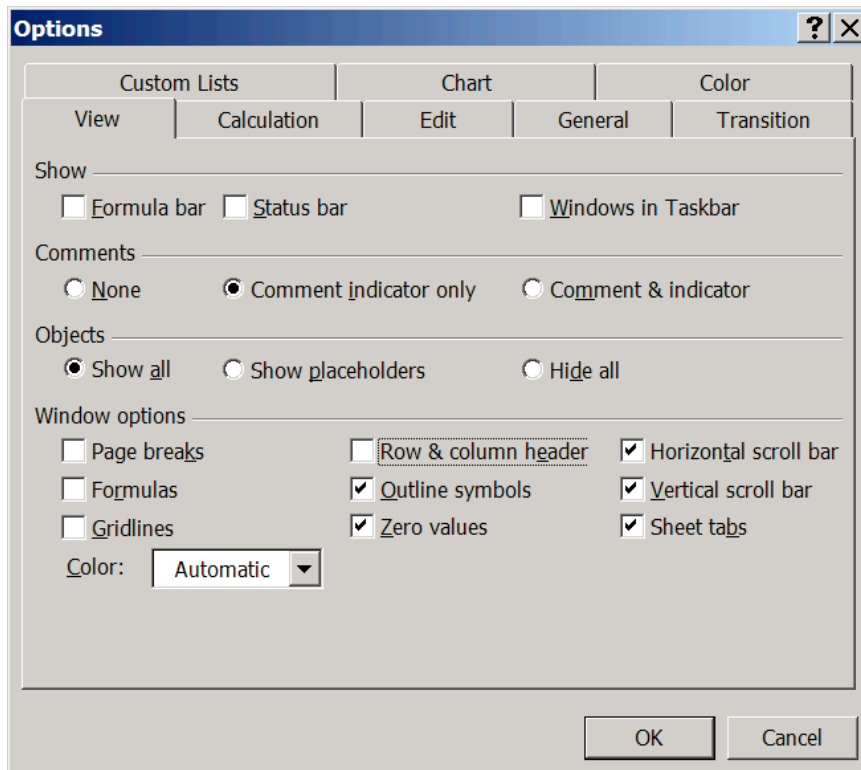 Options
Custom Lists Chart Color
View Calculation Edit General Transition
Show
Formula bar Status bar Windows in Taskbar
Comments
None Comment indicator only Comment & indicator
Objects
Show all Show placeholders Hide all
Window options
Page breaks Row & column header Horizontal scroll bar
Formulas Outline symbols Vertical scroll bar
Gridlines Zero values Sheet tabs
Color: Automatic
OK Cancel